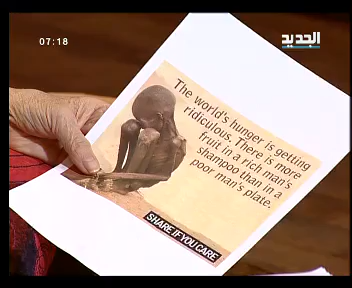 07:18
الجديد
The world's hunger is getting
ridiculous. There is more
fruit in a rich man's
shampoo than in a
poor man's plate.
SHARE IF YOU CARE